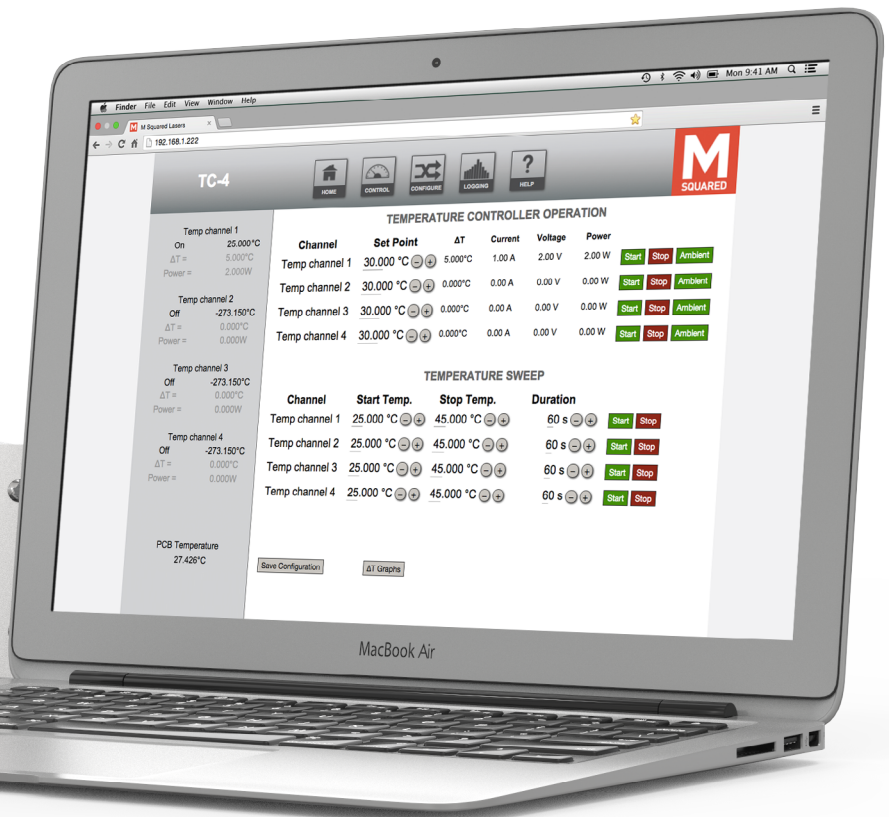 Finder File Edit View Window Help Mon 9:41 AM
M Squared Lasers
192.168.1.222
TC-4
HOME CONTROL CONFIGURE LOGGING HELP
M
SQUARED
Temp channel 1
On 25.000°C
ΔT = 5.000°C
Power = 2.000W
Temp channel 2
Off -273.150°C
ΔT = 0.000°C
Power = 0.000W
Temp channel 3
Off -273.150°C
ΔT = 0.000°C
Power = 0.000W
Temp channel 4
Off -273.150°C
ΔT = 0.000°C
Power = 0.000W
PCB Temperature
27.426°C
TEMPERATURE CONTROLLER OPERATION
Channel Set Point ΔT Current Voltage Power
Temp channel 1 30.000 °C - + 5.000°C 1.00 A 2.00 V 2.00 W Start Stop Ambient
Temp channel 2 30.000 °C - + 0.000°C 0.00 A 0.00 V 0.00 W Start Stop Ambient
Temp channel 3 30.000 °C - + 0.000°C 0.00 A 0.00 V 0.00 W Start Stop Ambient
Temp channel 4 30.000 °C - + 0.000°C 0.00 A 0.00 V 0.00 W Start Stop Ambient
TEMPERATURE SWEEP
Channel Start Temp. Stop Temp. Duration
Temp channel 1 25.000 °C - + 45.000 °C - + 60 s - + Start Stop
Temp channel 2 25.000 °C - + 45.000 °C - + 60 s - + Start Stop
Temp channel 3 25.000 °C - + 45.000 °C - + 60 s - + Start Stop
Temp channel 4 25.000 °C - + 45.000 °C - + 60 s - + Start Stop
Save Configuration ΔT Graphs
MacBook Air